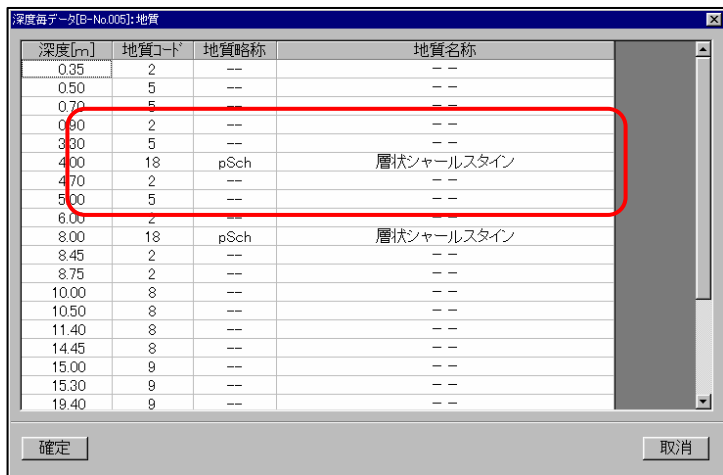 深度毎データ[B-No.005]:地質
深度[m] 地質コード 地質略称 地質名称
0.35 2 -- --
0.50 5 -- --
0.70 5 -- --
0.90 2 -- --
3.30 5 -- --
4.00 18 pSch 層状シャールスタイン
4.70 2 -- --
5.00 5 -- --
6.00 2 -- --
8.00 18 pSch 層状シャールスタイン
8.45 2 -- --
8.75 2 -- --
10.00 8 -- --
10.50 8 -- --
11.40 8 -- --
14.45 8 -- --
15.00 9 -- --
15.30 9 -- --
19.40 9 -- --
確定 取消